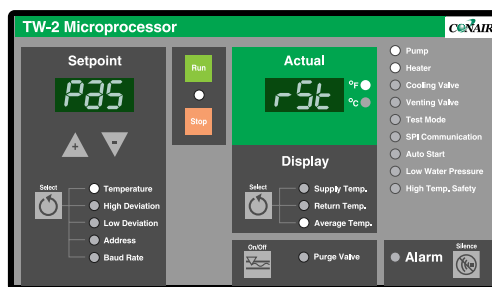 TW-2 Microprocessor
CONAIR
Setpoint
PAS
+
-
Select
Temperature
High Deviation
Low Deviation
Address
Baud Rate
Run
Stop
Actual
rSt
°F
°C
Display
Select
Supply Temp.
Return Temp.
Average Temp.
On/Off
Purge Valve
Pump
Heater
Cooling Valve
Venting Valve
Test Mode
SPI Communication
Auto Start
Low Water Pressure
High Temp. Safety
Alarm
Silence